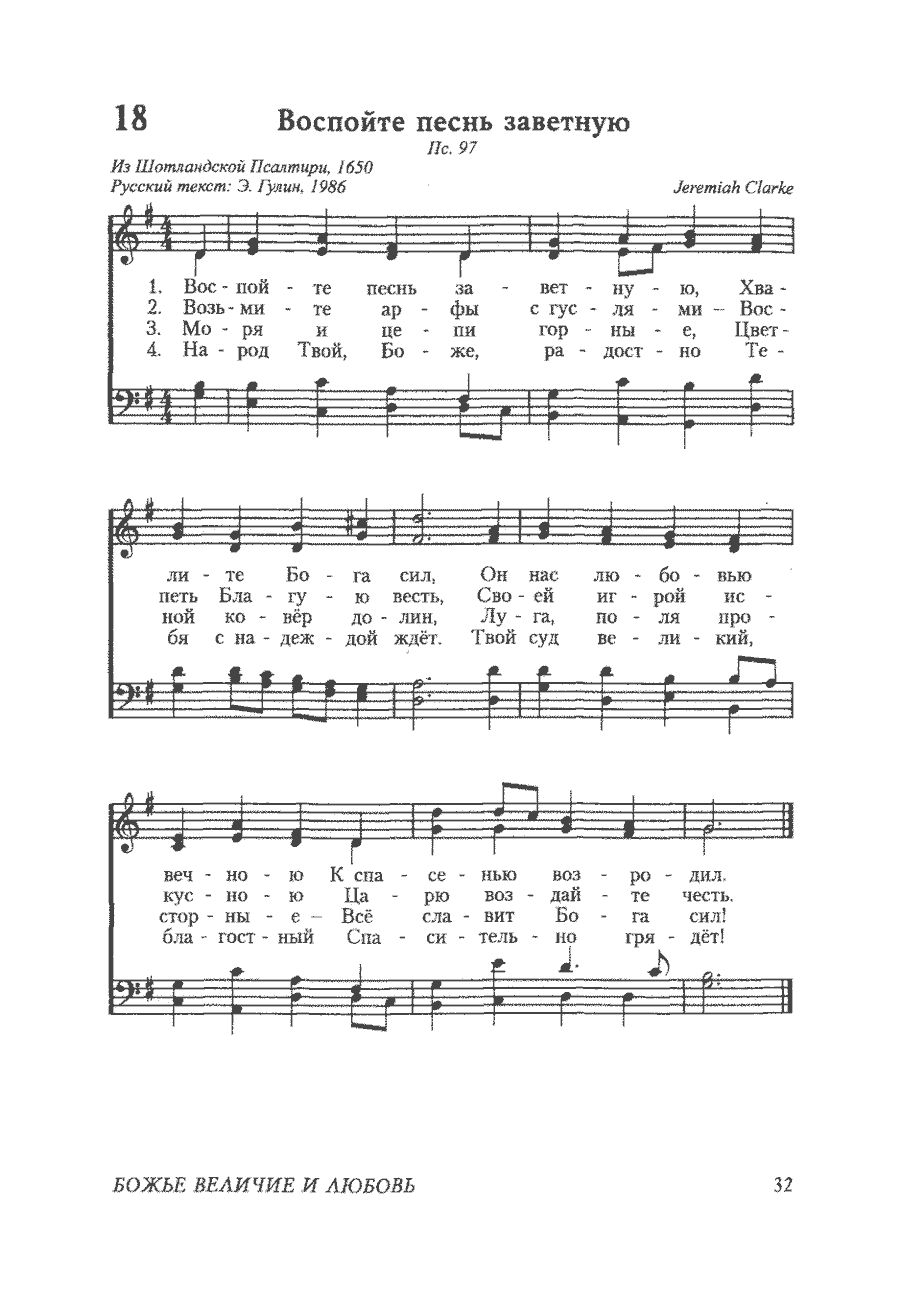 18 Воспойте песнь заветную
Пс. 97
Из Шотландской Псалтири, 1650
Русский текст: Э. Гулин, 1986 Jeremiah Clarke
1. Вос - пой - те песнь за - вет - ну - ю, Хва -
2. Возь - ми - те ар - фы с гус - ля - ми – Вос -
3. Мо - ря и це - пи гор - ны - е, Цвет -
4. На - род Твой, Бо - же, ра - дост - но Те -
ли - те Бо - га сил, Он нас лю - бо - вью
петь Бла - гу - ю весть, Сво - ей иг - рой ис -
ной ко - вёр до - лин, Лу - га, по - ля про -
бя с на - деж - дой ждёт. Твой суд ве - ли - кий,
веч - но - ю К спа - се - нью воз - ро - дил.
кус - но - ю Ца - рю воз - дай - те честь.
стор - ны - е – Всё сла - вит Бо - га сил!
бла - гост - ный Спа - си - тель - но гря - дёт!
БОЖЬЕ ВЕЛИЧИЕ И ЛЮБОВЬ 32